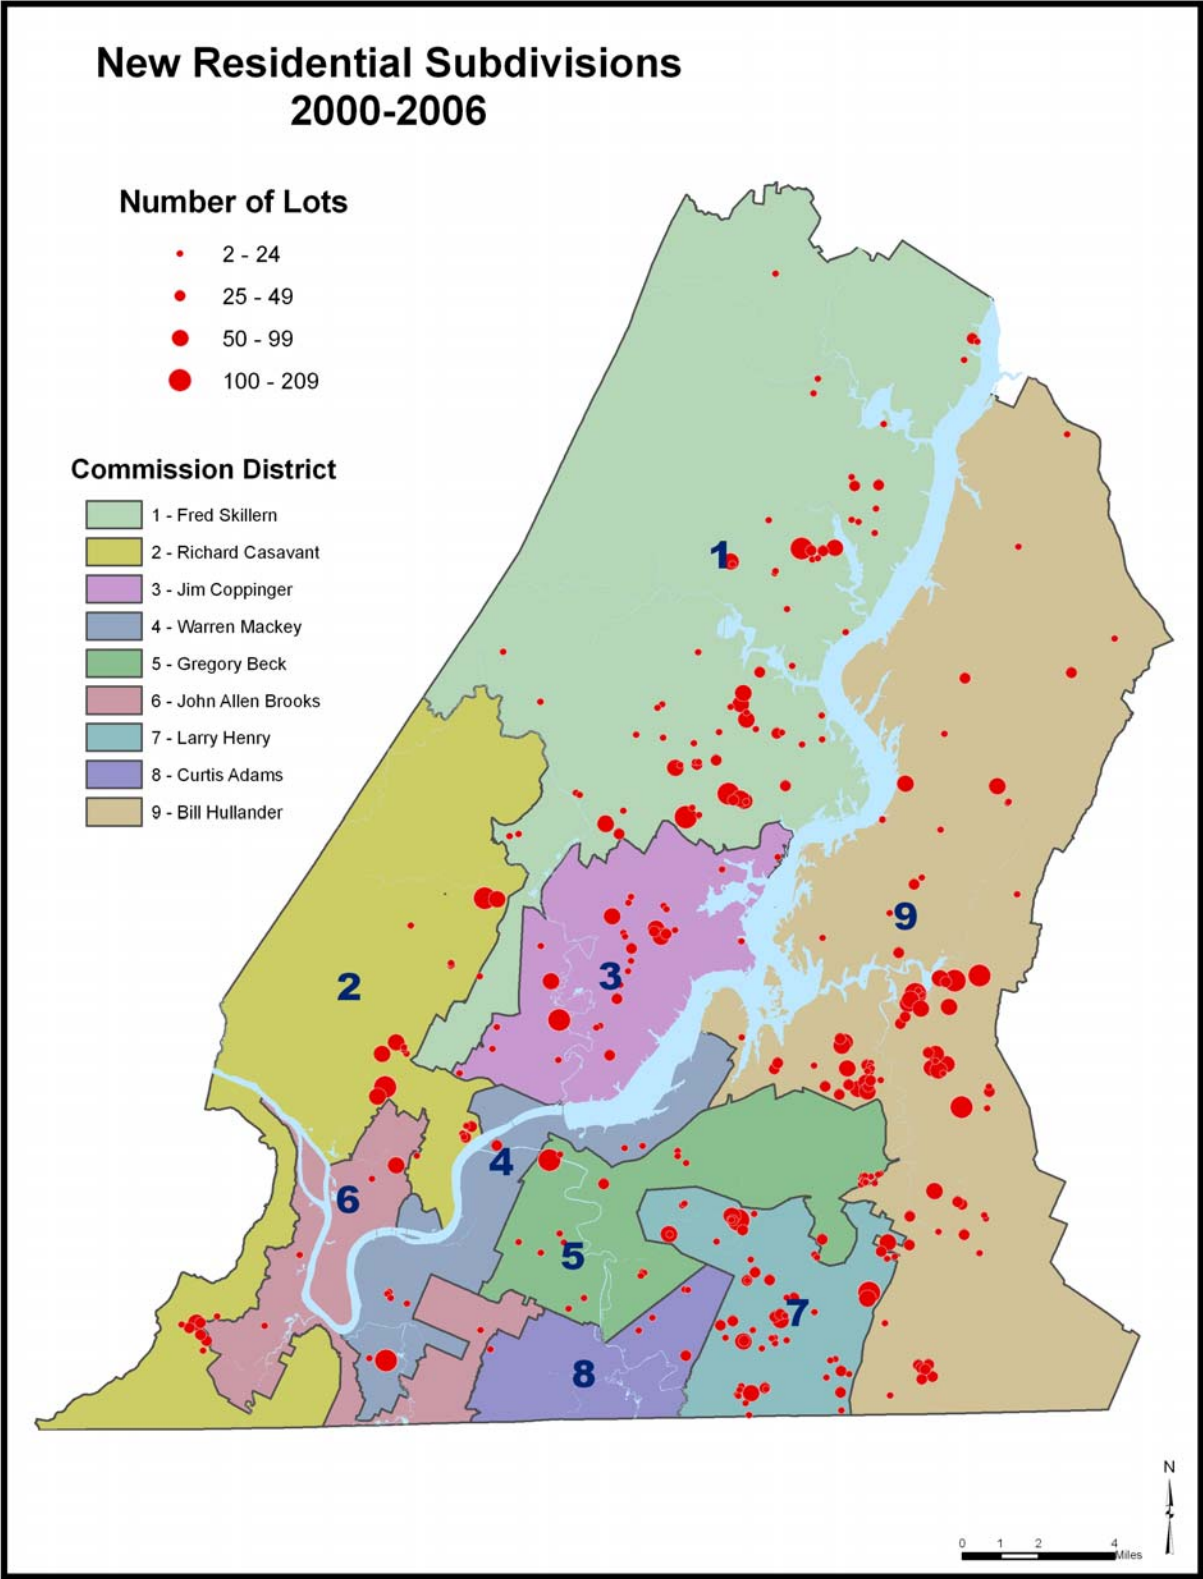 New Residential Subdivisions
2000-2006
Number of Lots
2 - 24
25 - 49
50 - 99
100 - 209
Commission District
1 - Fred Skillern
2 - Richard Casavant
3 - Jim Coppinger
4 - Warren Mackey
5 - Gregory Beck
6 - John Allen Brooks
7 - Larry Henry
8 - Curtis Adams
9 - Bill Hullander
1
9
3
2
4
6
5
7
8
N
0 1 2 4
Miles